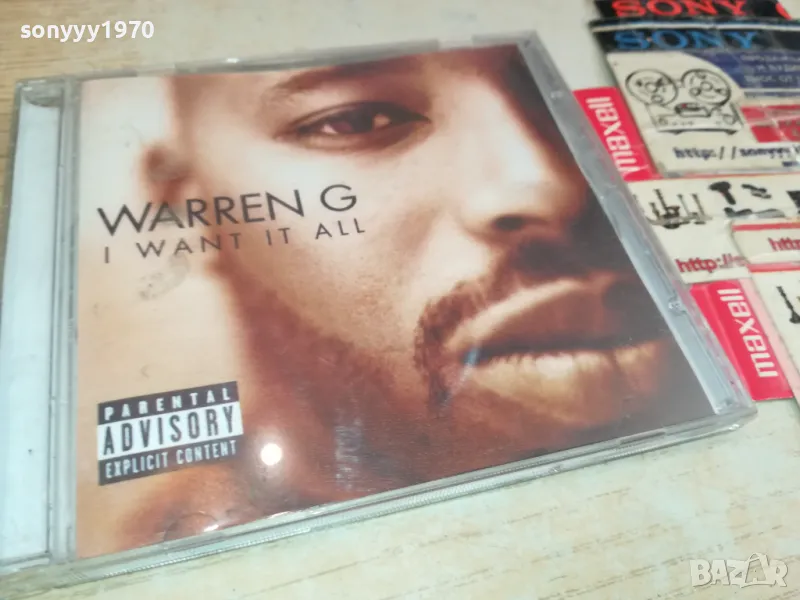 sonyyy1970
SONY
SONY
maxell
http://sonyyy
WARREN G
I WANT IT ALL
http://
http://s
maxell
PARENTAL
ADVISORY
EXPLICIT CONTENT
BAZAR